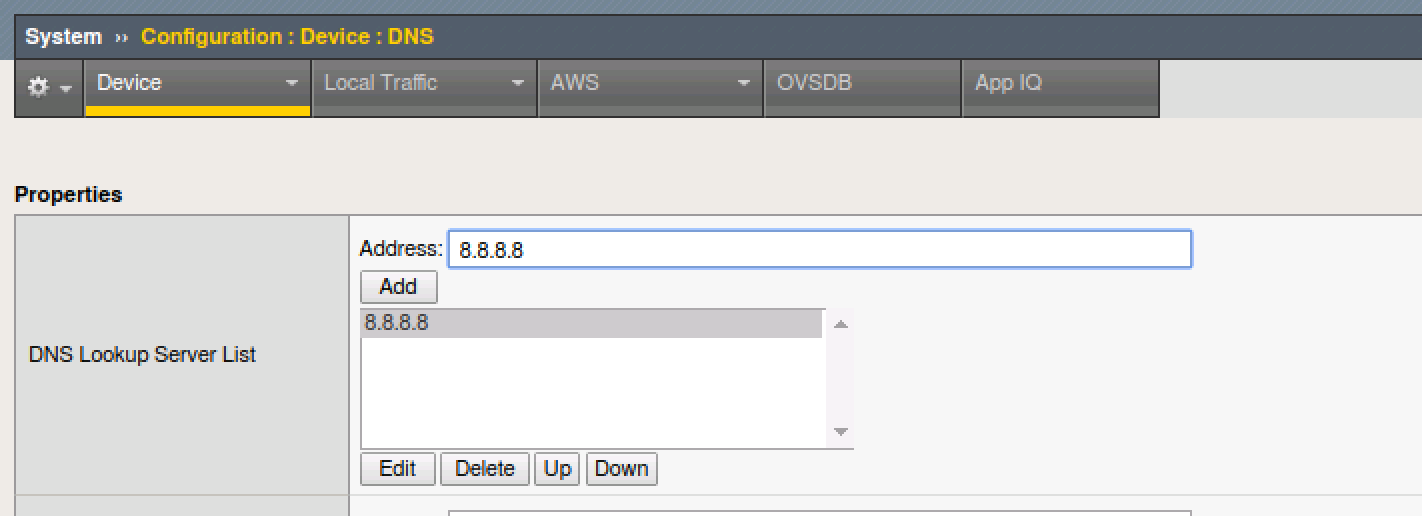 System ›› Configuration : Device : DNS
Device Local Traffic AWS OVSDB App IQ
Properties
Address: 8.8.8.8
Add
8.8.8.8
DNS Lookup Server List
Edit Delete Up Down